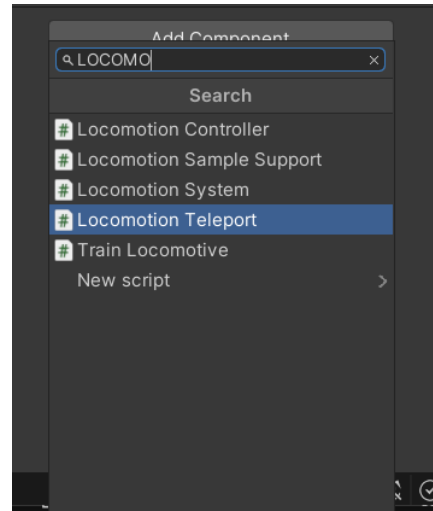 Add Component
LOCOMO
Search
# Locomotion Controller
# Locomotion Sample Support
# Locomotion System
# Locomotion Teleport
# Train Locomotive
New script